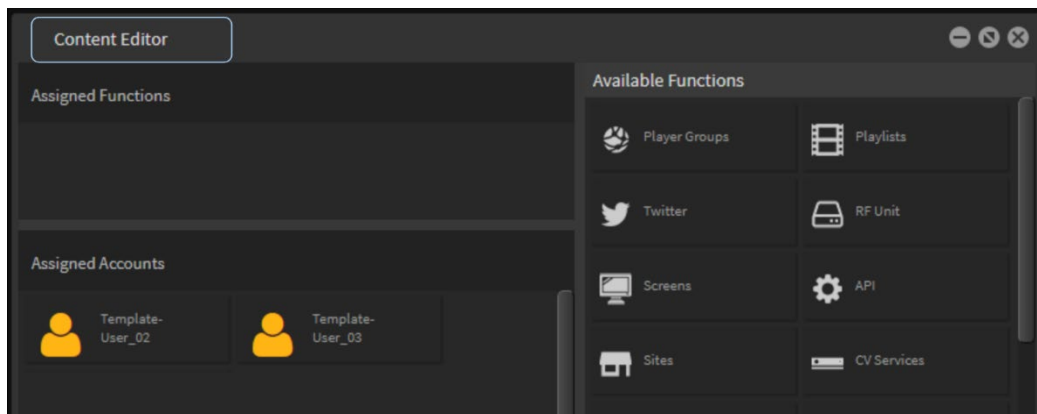 Content Editor
Assigned Functions
Assigned Accounts
Template-
User_02
Template-
User_03
Available Functions
Player Groups
Playlists
Twitter
RF Unit
Screens
API
Sites
CV Services